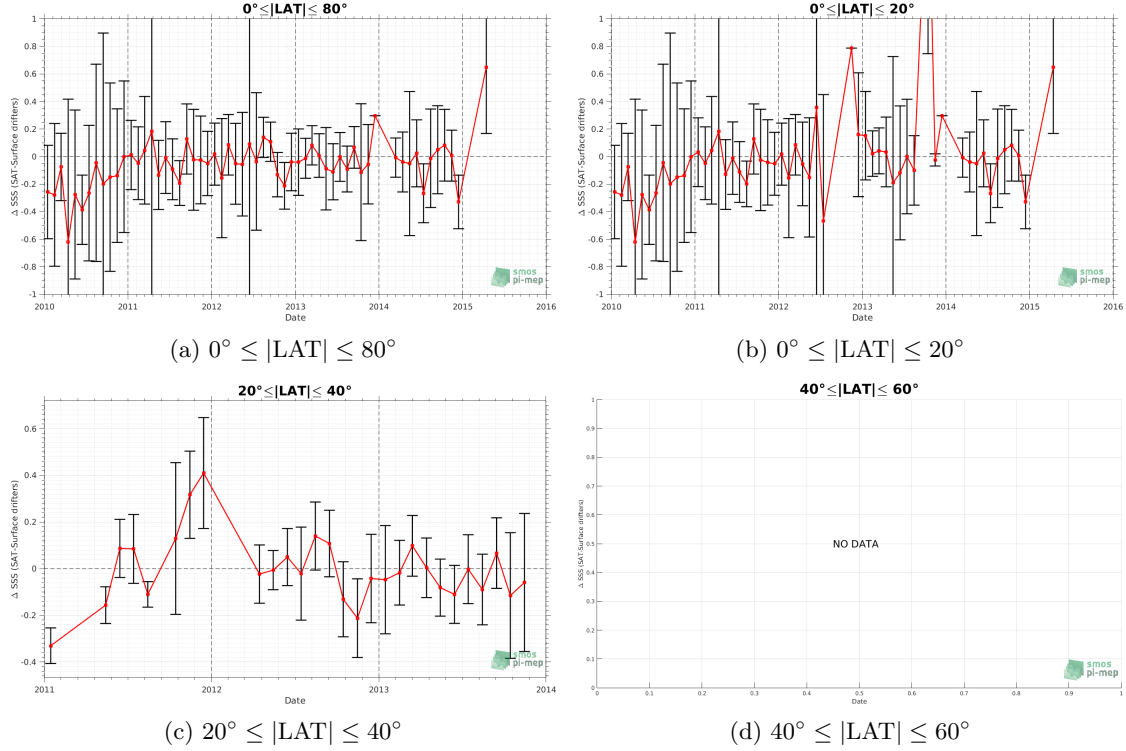 0°≤|LAT|≤ 80°
Δ SSS (SAT-Surface drifters)
1
0.8
0.6
0.4
0.2
0
-0.2
-0.4
-0.6
-0.8
-1
2010 2011 2012 2013 2014 2015 2016
Date
smos
pi-mep
(a) 0° ≤ |LAT| ≤ 80°
0°≤|LAT|≤ 20°
Δ SSS (SAT-Surface drifters)
1
0.8
0.6
0.4
0.2
0
-0.2
-0.4
-0.6
-0.8
-1
2010 2011 2012 2013 2014 2015 2016
Date
smos
pi-mep
(b) 0° ≤ |LAT| ≤ 20°
20°≤|LAT|≤ 40°
Δ SSS (SAT-Surface drifters)
0.6
0.4
0.2
0
-0.2
-0.4
2011 2012 2013 2014
Date
smos
pi-mep
(c) 20° ≤ |LAT| ≤ 40°
40°≤|LAT|≤ 60°
Δ SSS (SAT-Surface drifters)
1
0.9
0.8
0.7
0.6
0.5
0.4
0.3
0.2
0.1
0
NO DATA
0 0.1 0.2 0.3 0.4 0.5 0.6 0.7 0.8 0.9 1
Date
smos
pi-mep
(d) 40° ≤ |LAT| ≤ 60°